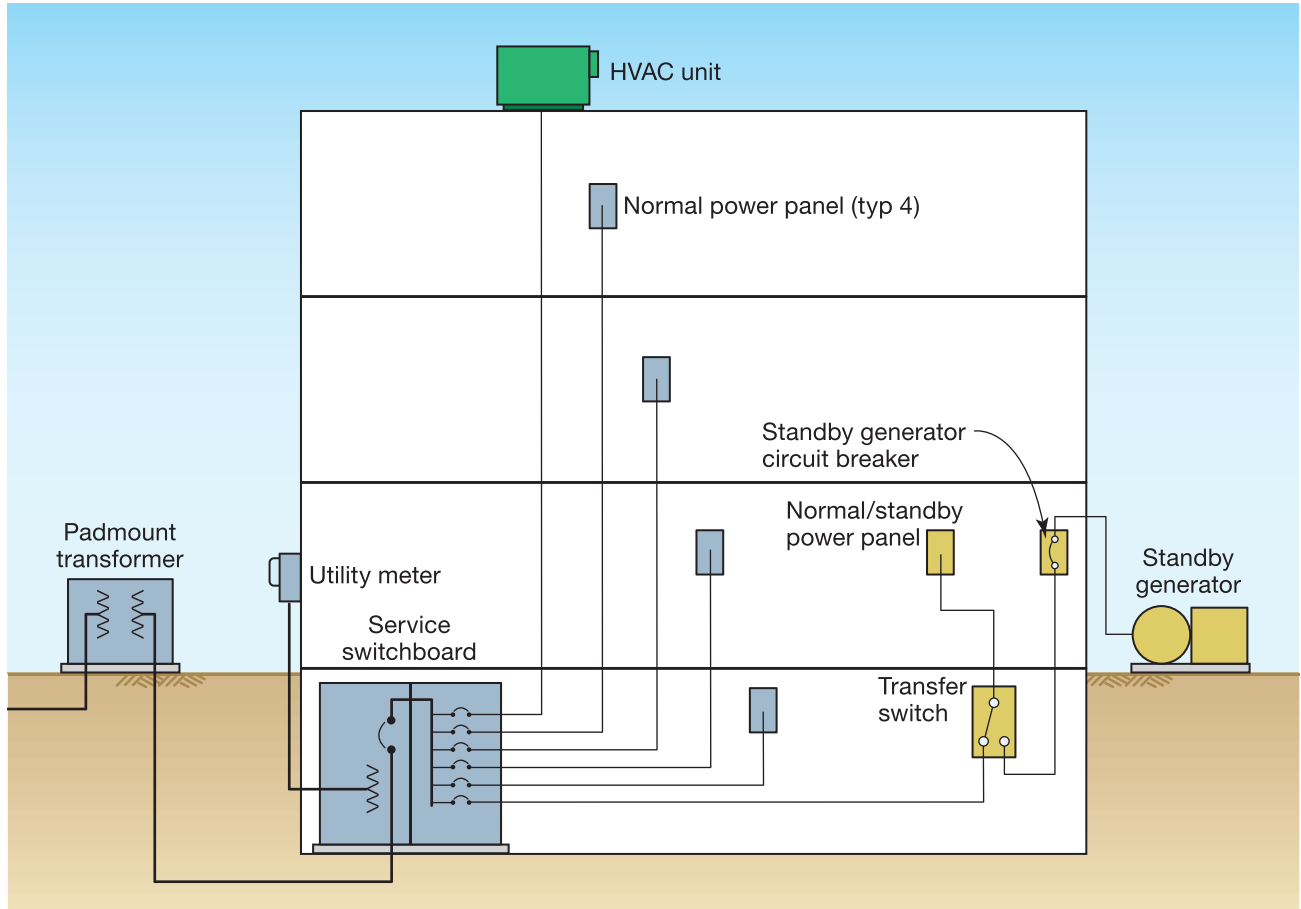 HVAC unit
Normal power panel (typ 4)
Standby generator
circuit breaker
Normal/standby
power panel
Padmount
transformer
Utility meter
Standby
generator
Service
switchboard
Transfer
switch